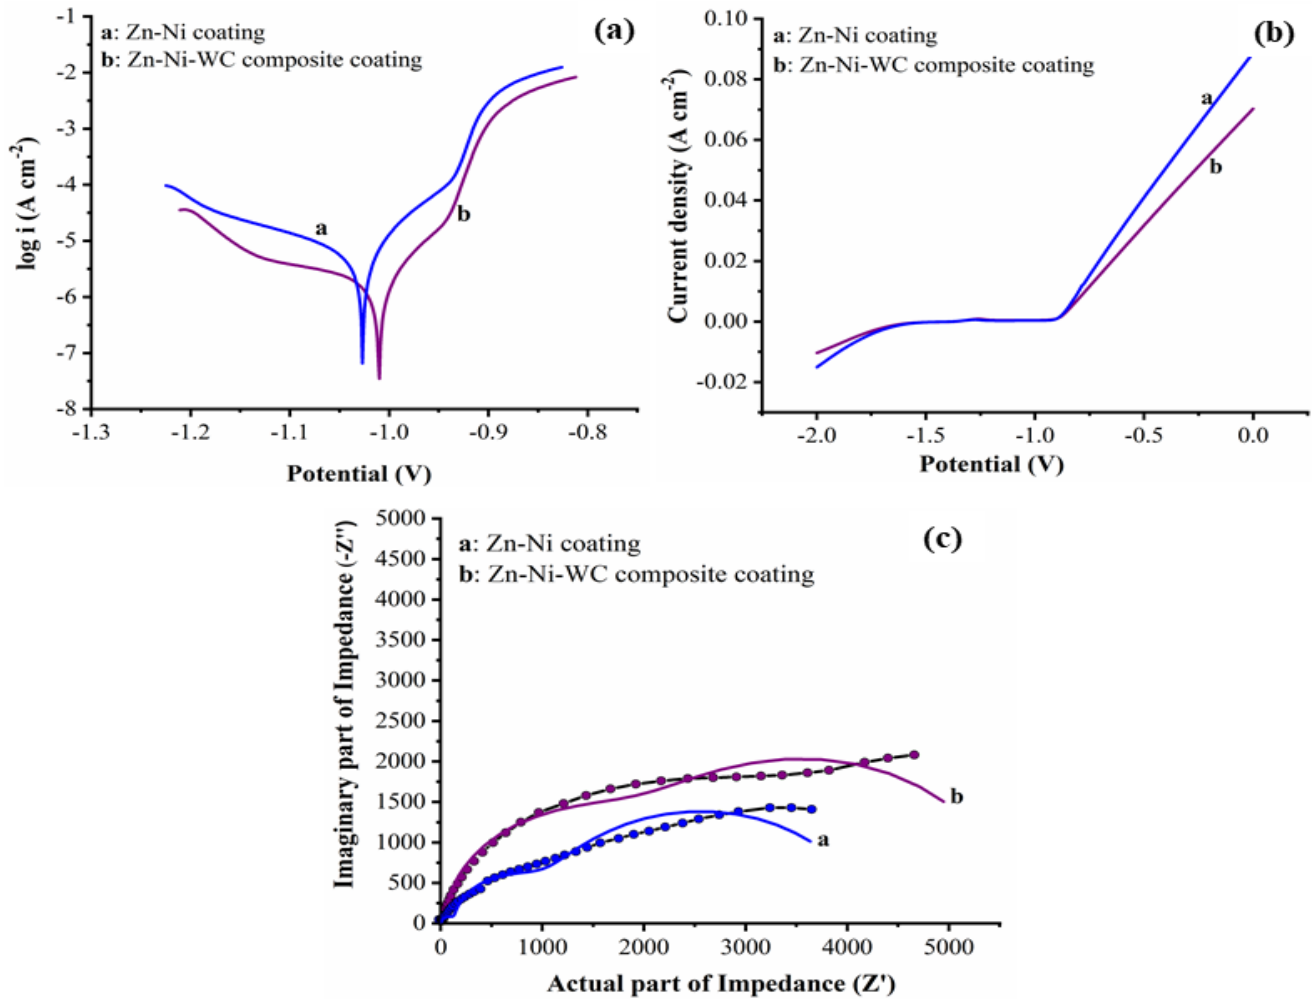 (a)
a: Zn-Ni coating
b: Zn-Ni-WC composite coating
-1
-2
-3
-4
-5
-6
-7
-8
log i (A cm-2)
a
b
-1.3 -1.2 -1.1 -1.0 -0.9 -0.8
Potential (V)
(b)
a: Zn-Ni coating
b: Zn-Ni-WC composite coating
0.10
0.08
0.06
0.04
0.02
0.00
-0.02
Current density (A cm-2)
a
b
-2.0 -1.5 -1.0 -0.5 0.0
Potential (V)
(c)
a: Zn-Ni coating
b: Zn-Ni-WC composite coating
5000
4500
4000
3500
3000
2500
2000
1500
1000
500
0
Imaginary part of Impedance (-Z'')
b
a
0 1000 2000 3000 4000 5000
Actual part of Impedance (Z')